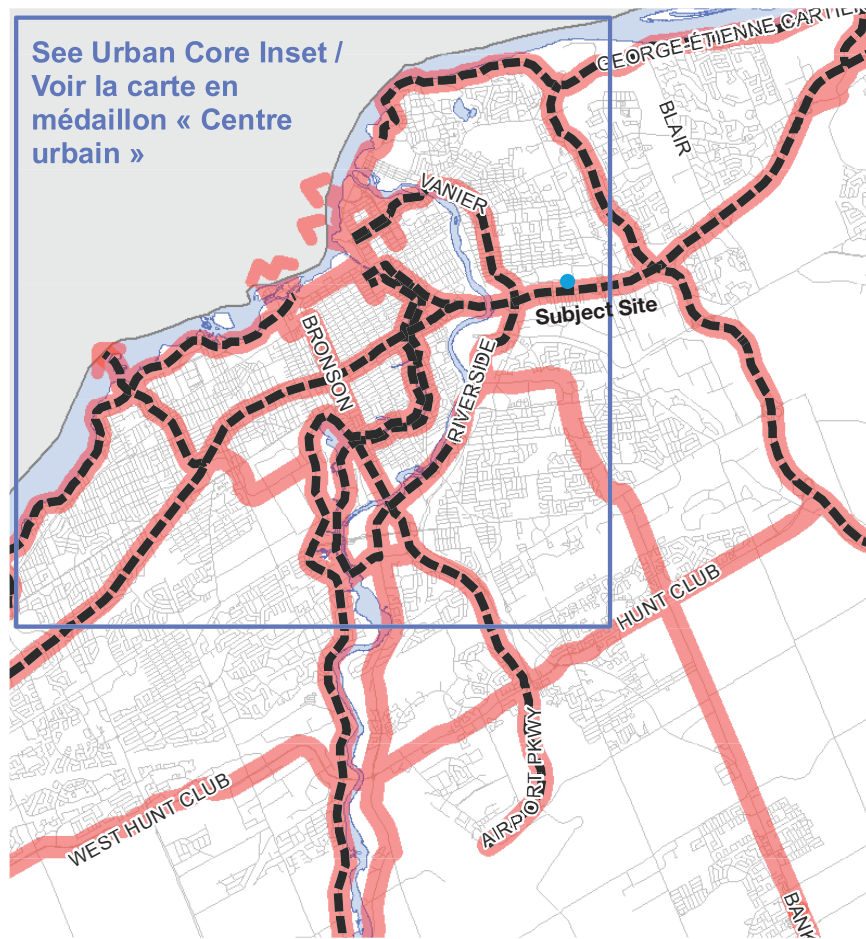 See Urban Core Inset /
Voir la carte en
médaillon « Centre
urbain »
GEORGE-ÉTIENNE CARTIER
BLAIR
VANIER
Subject Site
BRONSON
RIVERSIDE
HUNT CLUB
AIRPORT PKWY
WEST HUNT CLUB
BANK